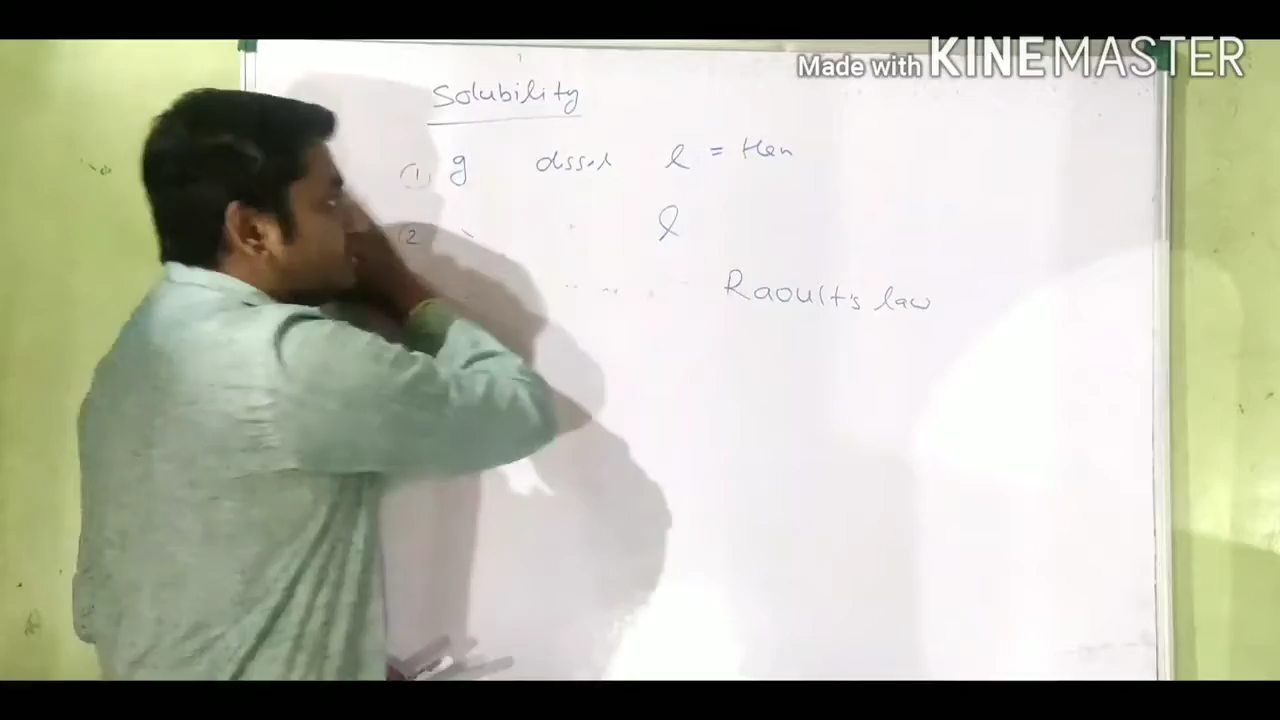 Made with KINEMASTER
Solubility
(1) g dssol l = Hen
(2) l
Raoult's law